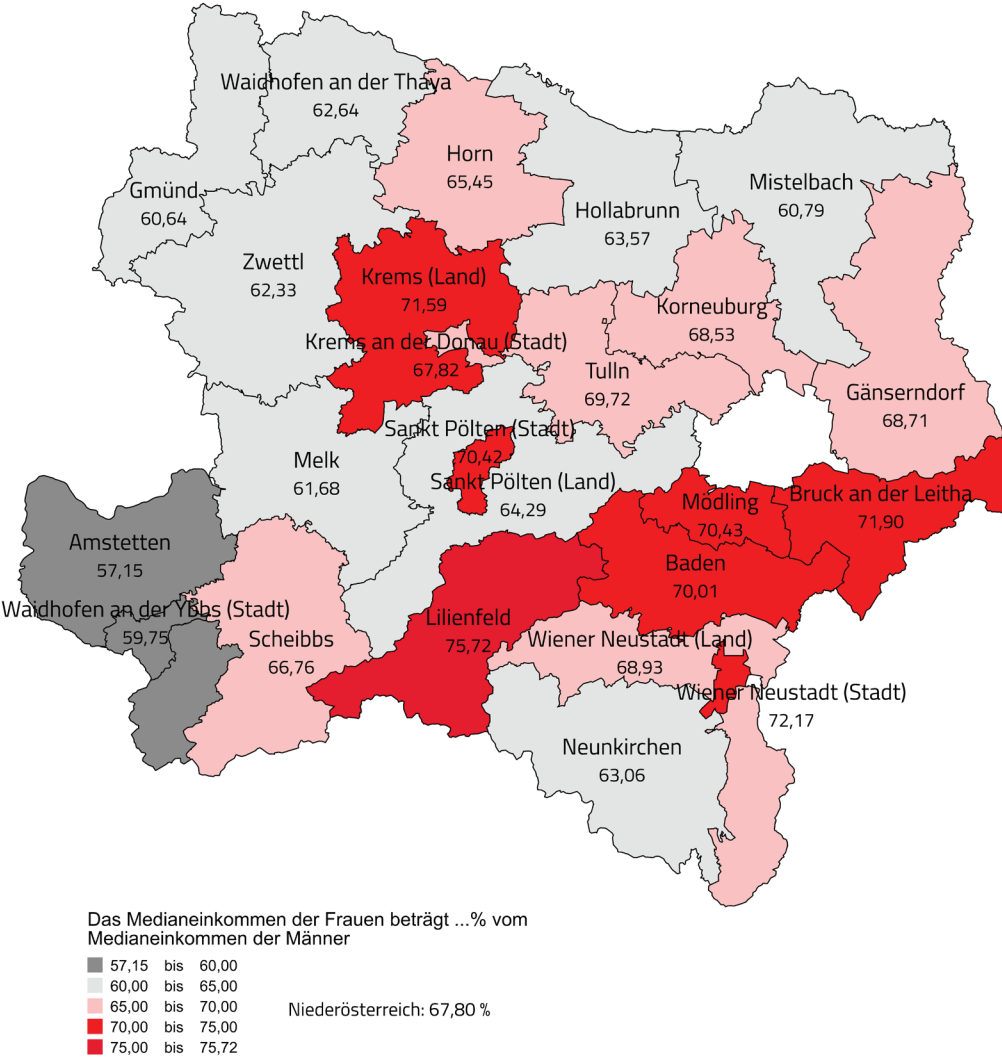 Waidhofen an der Thaya
62,64
Horn
65,45
Gmünd
60,64
Mistelbach
60,79
Hollabrunn
63,57
Zwettl
62,33
Krems (Land)
71,59
Korneuburg
68,53
Krems an der Donau (Stadt)
67,82
Tulln
69,72
Gänserndorf
68,71
Sankt Pölten (Stadt)
70,42
Melk
61,68
Sankt Pölten (Land)
64,29
Mödling
70,43
Bruck an der Leitha
71,90
Amstetten
57,15
Baden
70,01
Waidhofen an der Ybbs (Stadt)
59,75
Lilienfeld
75,72
Scheibbs
66,76
Wiener Neustadt (Land)
68,93
Wiener Neustadt (Stadt)
72,17
Neunkirchen
63,06
Das Medianeinkommen der Frauen beträgt ...% vom
Medianeinkommen der Männer
57,15 bis 60,00
60,00 bis 65,00
65,00 bis 70,00
70,00 bis 75,00
75,00 bis 75,72
Niederösterreich: 67,80 %